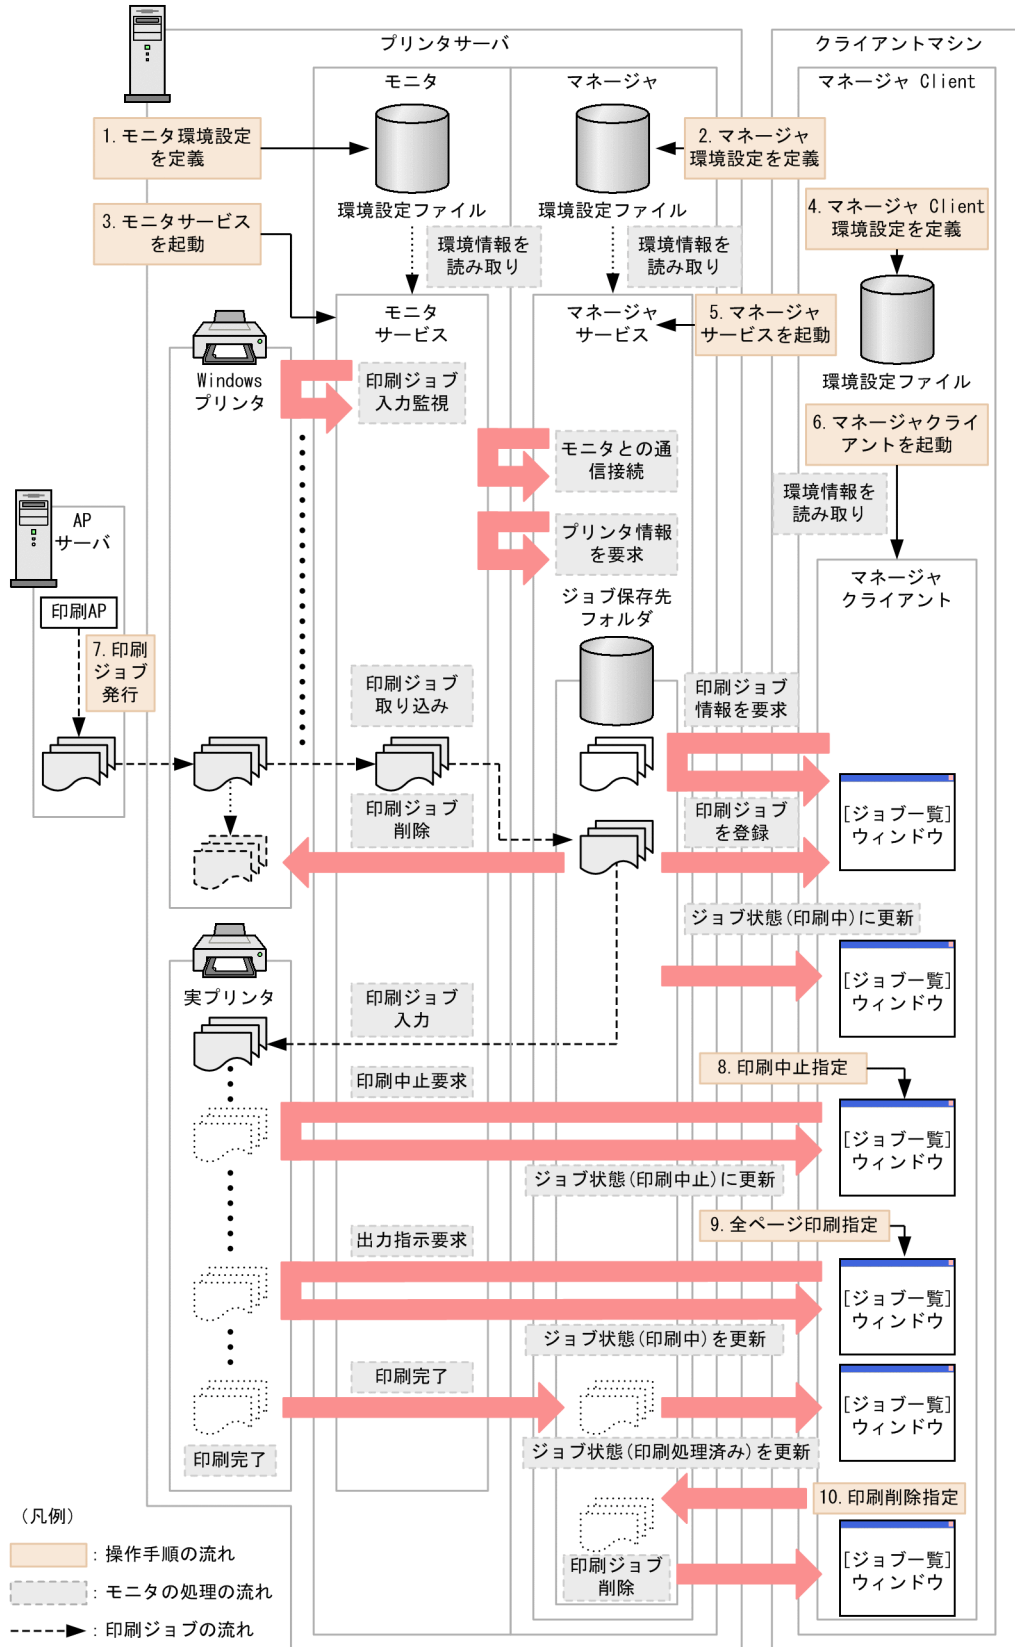 プリンタサーバ
クライアントマシン
モニタ
マネージャ
マネージャ Client
1.モニタ環境設定
を定義
2.マネージャ
環境設定を定義
環境設定ファイル
環境設定ファイル
3.モニタサービス
を起動
4.マネージャ Client
環境設定を定義
環境情報を
読み取り
環境情報を
読み取り
モニタ
サービス
マネージャ
サービス
5.マネージャ
サービスを起動
環境設定ファイル
Windows
プリンタ
印刷ジョブ
入力監視
6.マネージャクライ
アントを起動
モニタとの通
信接続
環境情報を
読み取り
AP
サーバ
プリンタ情報
を要求
マネージャ
クライアント
印刷AP
ジョブ保存先
フォルダ
7.印刷
ジョブ
発行
印刷ジョブ
取り込み
印刷ジョブ
情報を要求
印刷ジョブ
削除
印刷ジョブ
を登録
[ジョブ一覧]
ウィンドウ
ジョブ状態(印刷中)に更新
実プリンタ
印刷ジョブ
入力
[ジョブ一覧]
ウィンドウ
8.印刷中止指定
印刷中止要求
[ジョブ一覧]
ウィンドウ
ジョブ状態(印刷中止)に更新
9.全ページ印刷指定
出力指示要求
[ジョブ一覧]
ウィンドウ
ジョブ状態(印刷中)を更新
印刷完了
[ジョブ一覧]
ウィンドウ
印刷完了
ジョブ状態(印刷処理済み)を更新
10.印刷削除指定
印刷ジョブ
削除
[ジョブ一覧]
ウィンドウ
(凡例)
：操作手順の流れ
：モニタの処理の流れ
：印刷ジョブの流れ